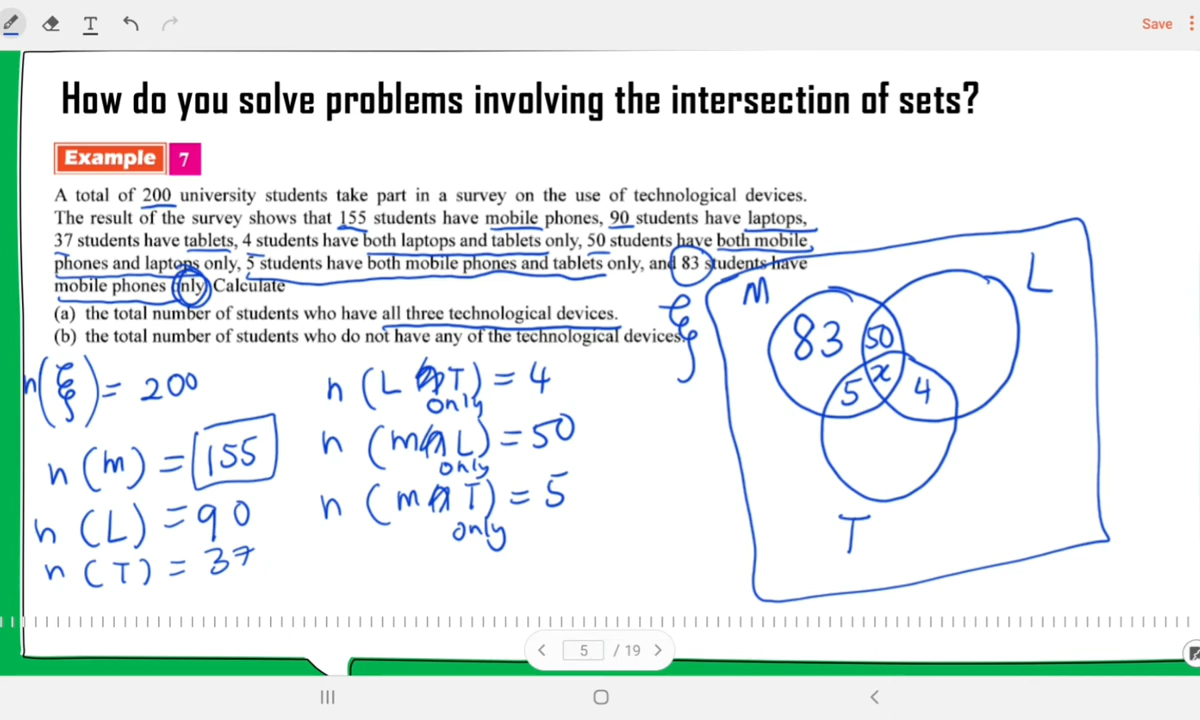 T
Save
How do you solve problems involving the intersection of sets?
Example 7
A total of 200 university students take part in a survey on the use of technological devices.
The result of the survey shows that 155 students have mobile phones, 90 students have laptops,
37 students have tablets, 4 students have both laptops and tablets only, 50 students have both mobile
phones and laptops only, 5 students have both mobile phones and tablets only, and 83 students have
mobile phones only. Calculate
(a) the total number of students who have all three technological devices.
(b) the total number of students who do not have any of the technological devices.
n(ξ) = 200
n (m) = 155
n (L) = 90
n (T) = 37
n (L ∩ T) = 4
only
n (m ∩ L) = 50
only
n (m ∩ T) = 5
only
ξ
M
L
83
50
x
5
4
T
5 / 19